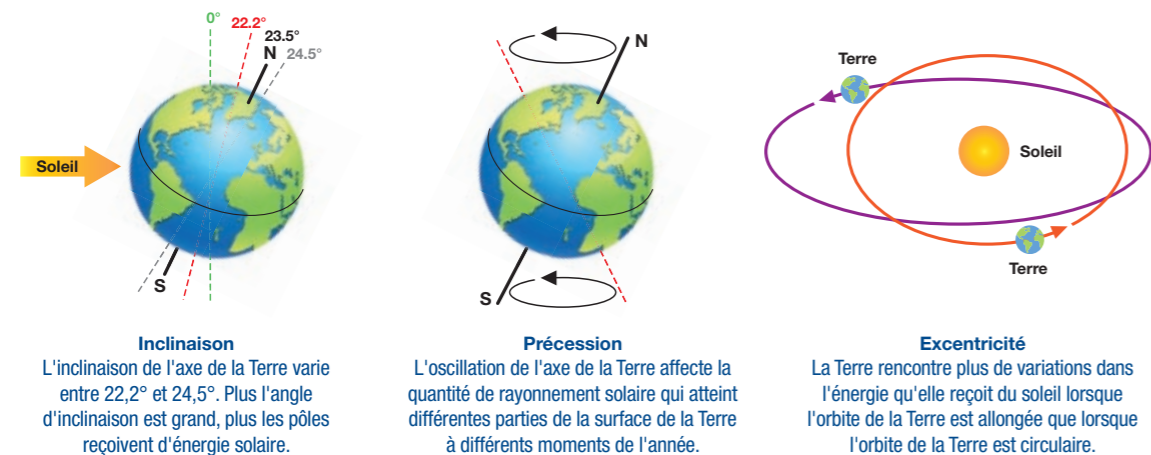 0°
22.2°
23.5°
N
24.5°
Soleil
S
Inclinaison
L'inclinaison de l'axe de la Terre varie
entre 22,2° et 24,5°. Plus l'angle
d'inclinaison est grand, plus les pôles
reçoivent d'énergie solaire.
N
S
Précession
L'oscillation de l'axe de la Terre affecte la
quantité de rayonnement solaire qui atteint
différentes parties de la surface de la Terre
à différents moments de l'année.
Terre
Soleil
Terre
Excentricité
La Terre rencontre plus de variations dans
l'énergie qu'elle reçoit du soleil lorsque
l'orbite de la Terre est allongée que lorsque
l'orbite de la Terre est circulaire.